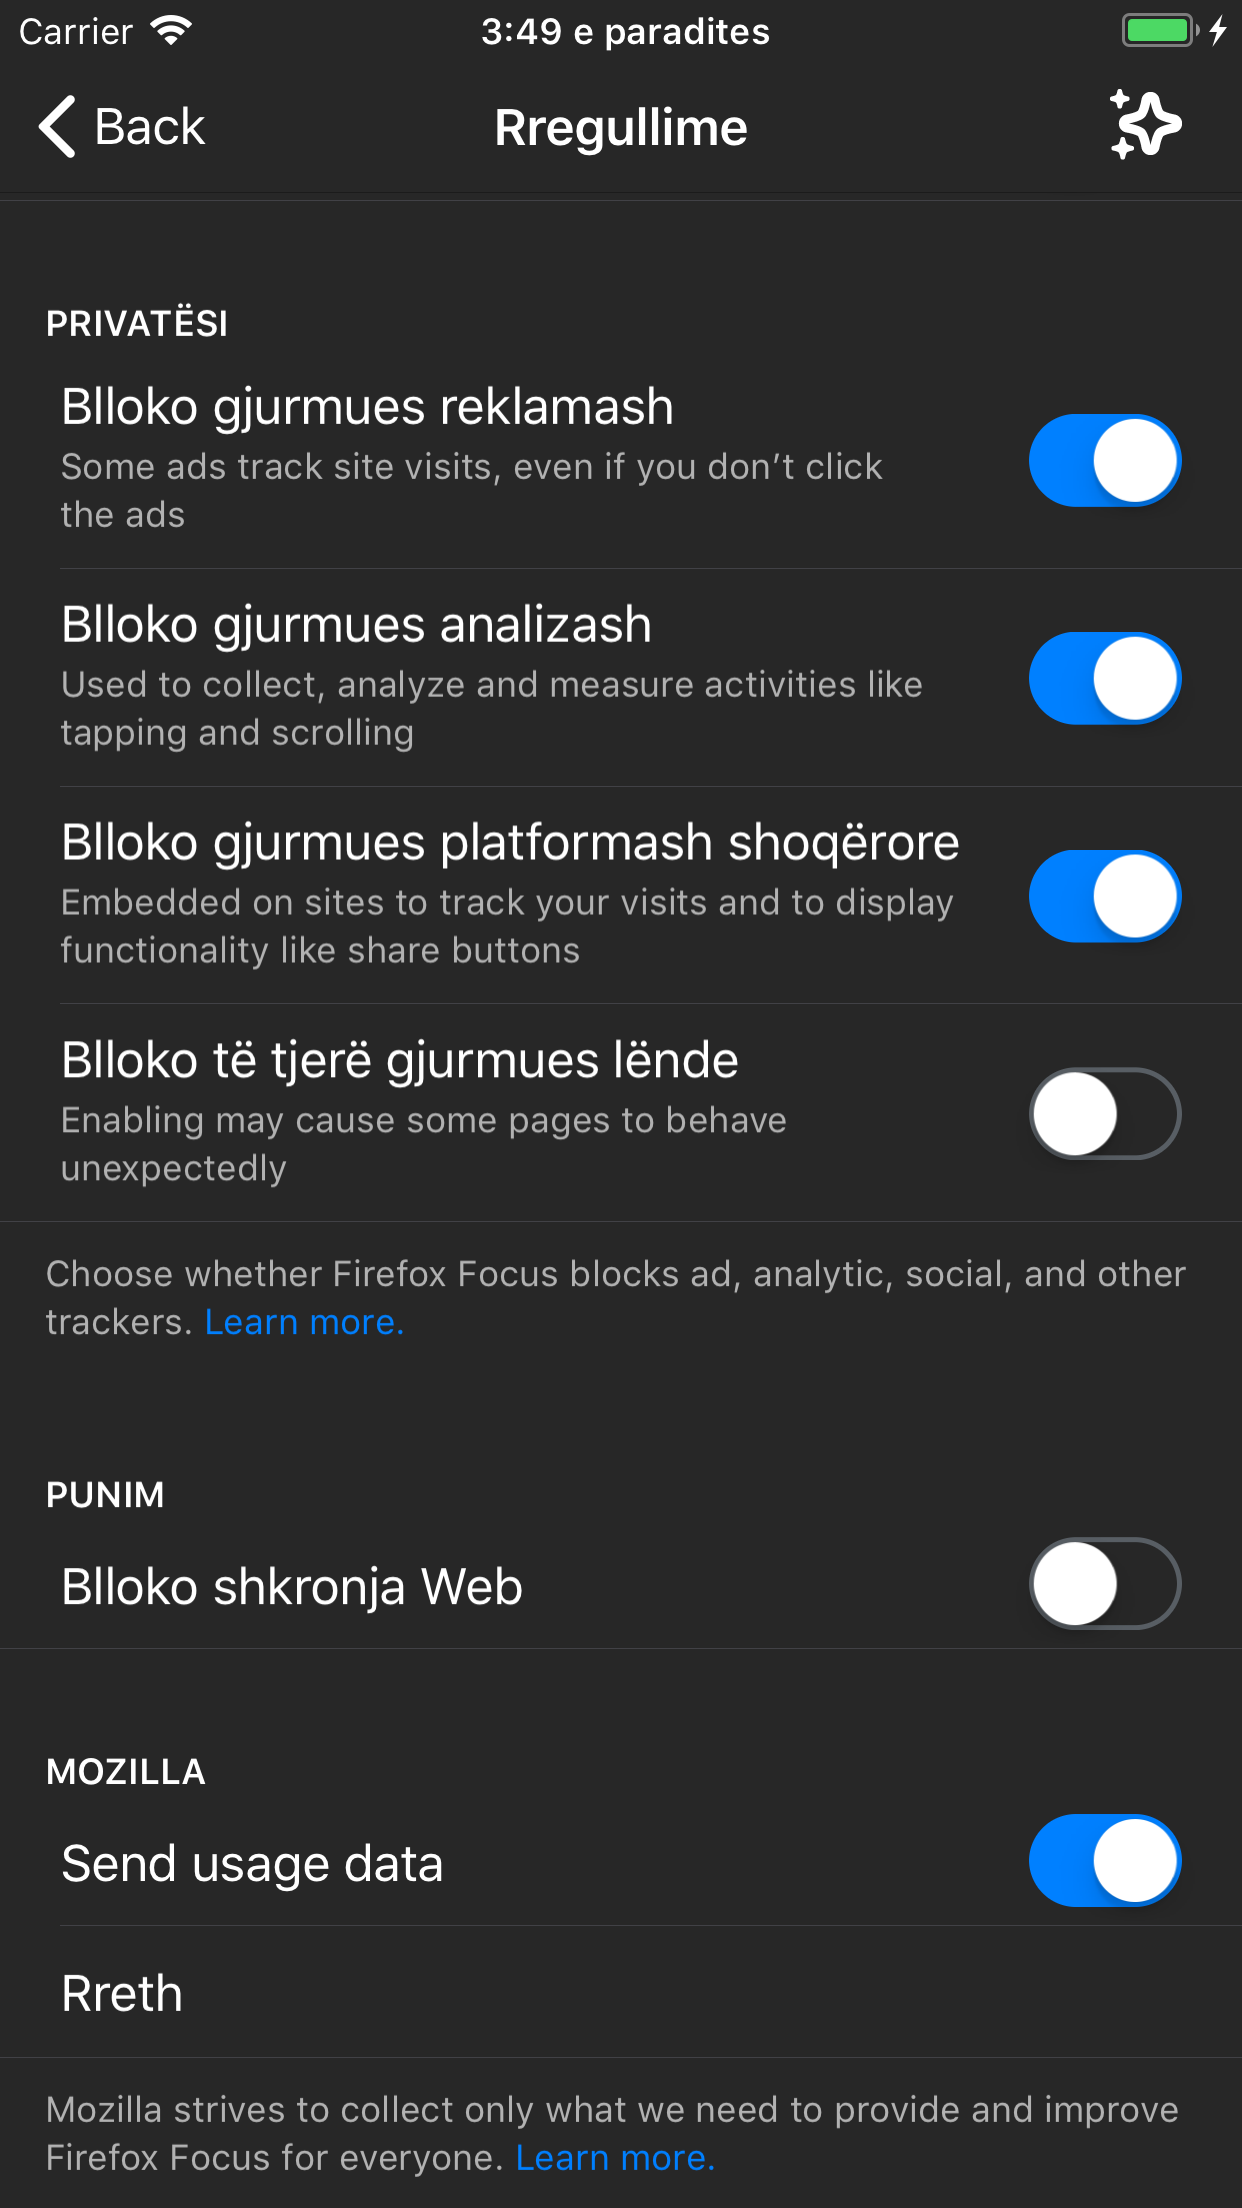 Carrier
3:49 e paradites
Back
Rregullime
PRIVATËSI
Blloko gjurmues reklamash
Some ads track site visits, even if you don’t click
the ads
Blloko gjurmues analizash
Used to collect, analyze and measure activities like
tapping and scrolling
Blloko gjurmues platformash shoqërore
Embedded on sites to track your visits and to display
functionality like share buttons
Blloko të tjerë gjurmues lënde
Enabling may cause some pages to behave
unexpectedly
Choose whether Firefox Focus blocks ad, analytic, social, and other
trackers. Learn more.
PUNIM
Blloko shkronja Web
MOZILLA
Send usage data
Rreth
Mozilla strives to collect only what we need to provide and improve
Firefox Focus for everyone. Learn more.